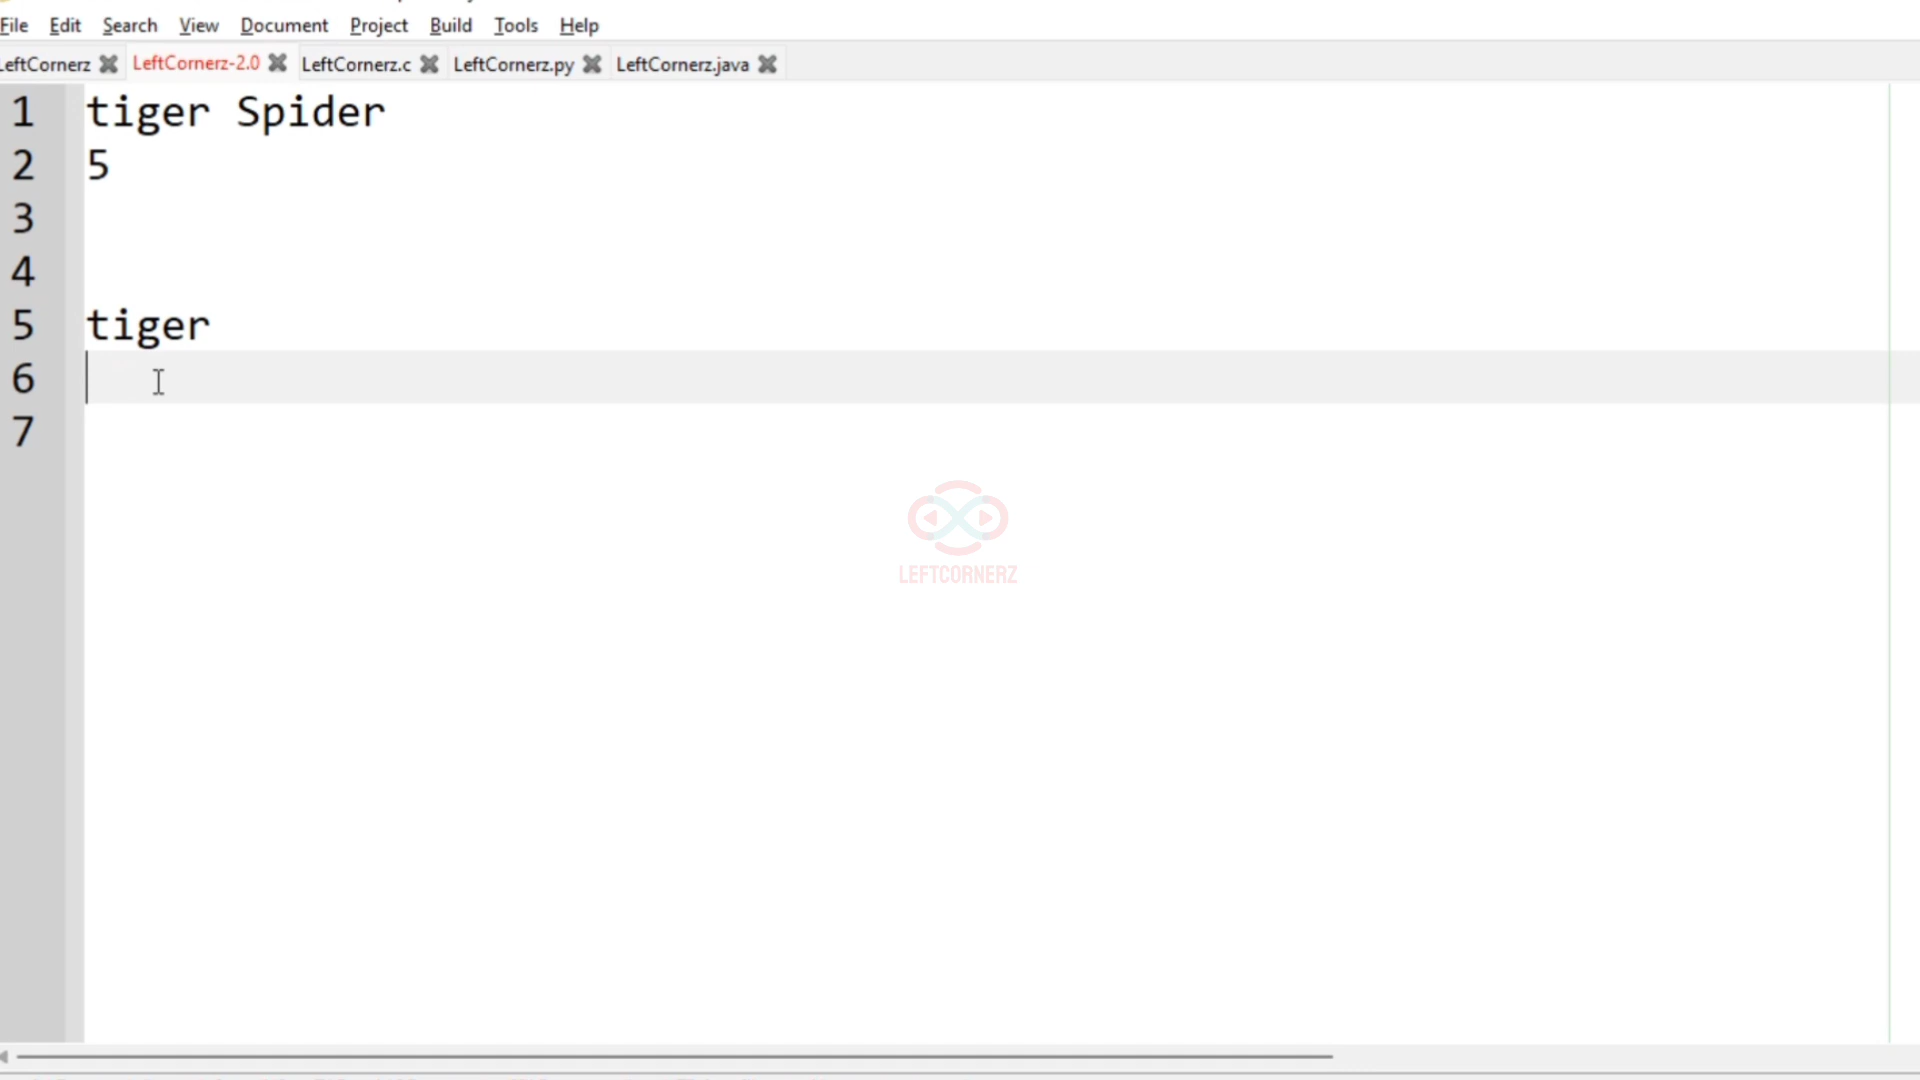 File Edit Search View Document Project Build Tools Help
LeftCornerz LeftCornerz-2.0 LeftCornerz.c LeftCornerz.py LeftCornerz.java
1 tiger Spider
2 5
3
4
5 tiger
6
7
LEFTCORNERZ